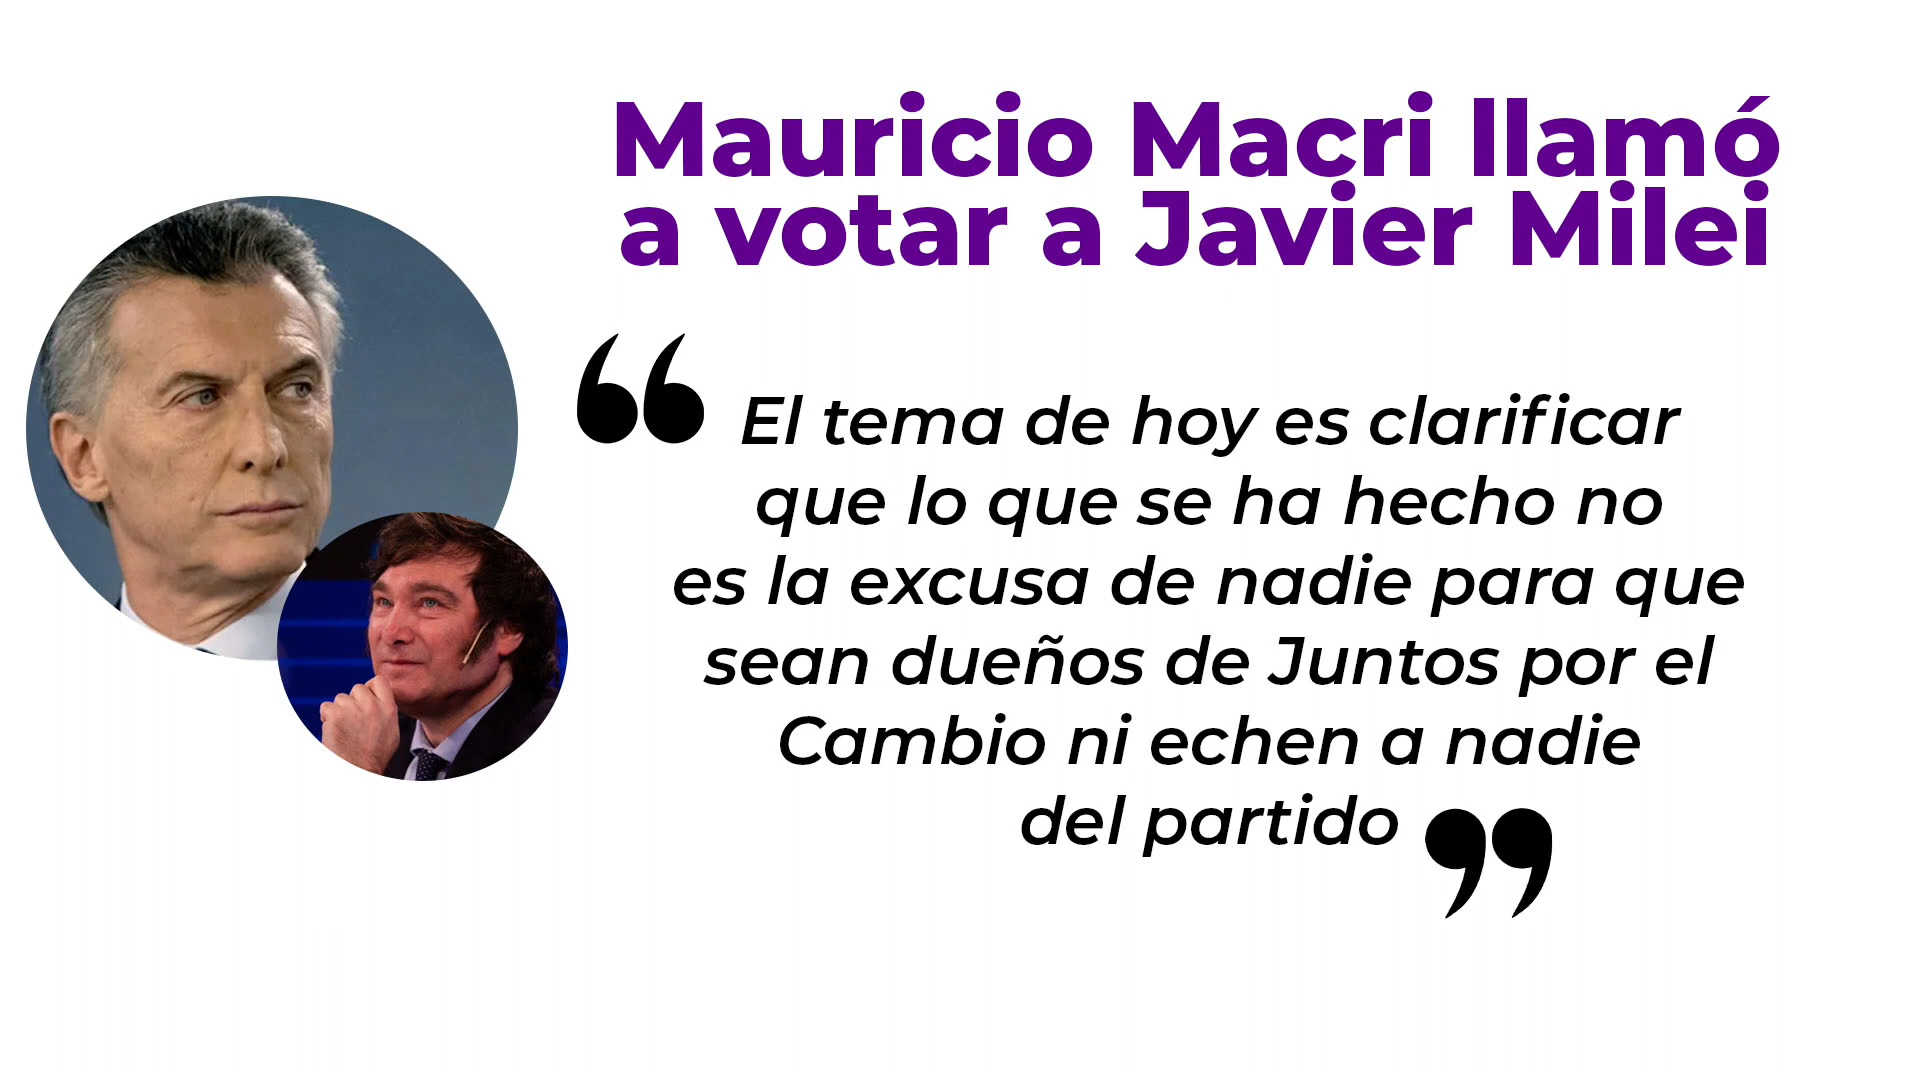 Mauricio Macri llamó
a votar a Javier Milei
“ El tema de hoy es clarificar
que lo que se ha hecho no
es la excusa de nadie para que
sean dueños de Juntos por el
Cambio ni echen a nadie
del partido ”